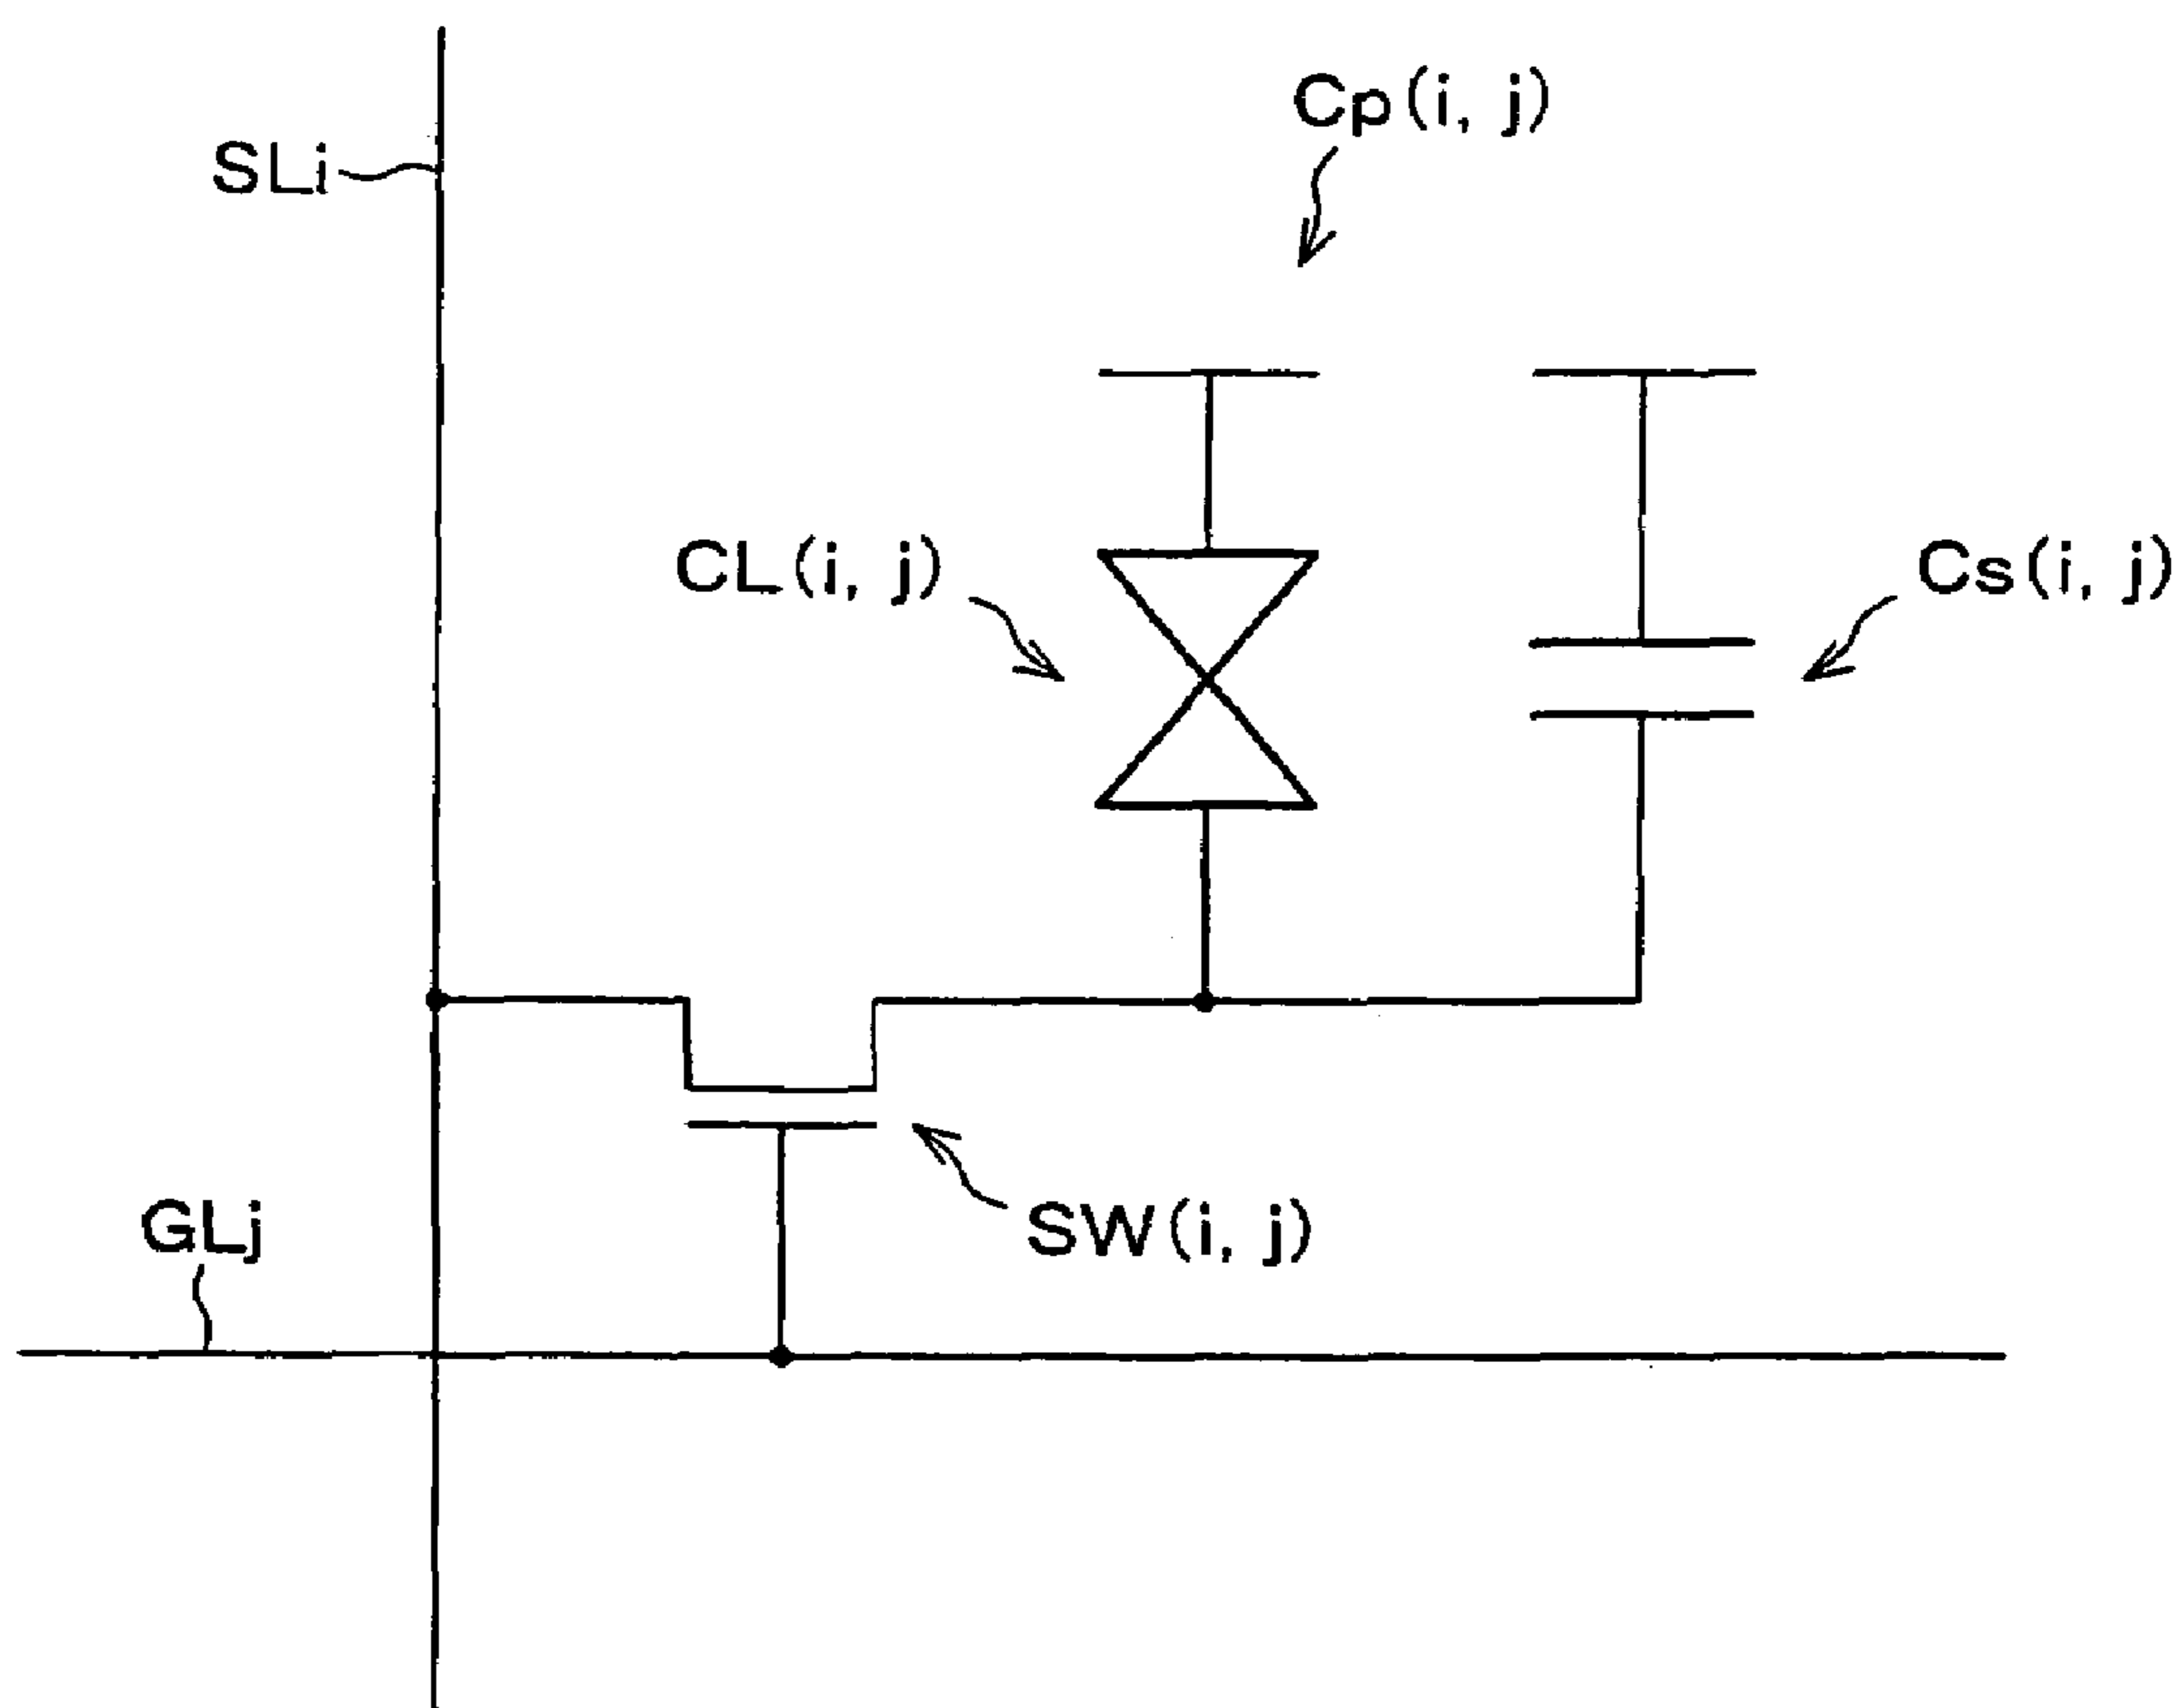 Cp(i, j)
SLi
CL(i, j)
Cs(i, j)
GLj
SW(i, j)